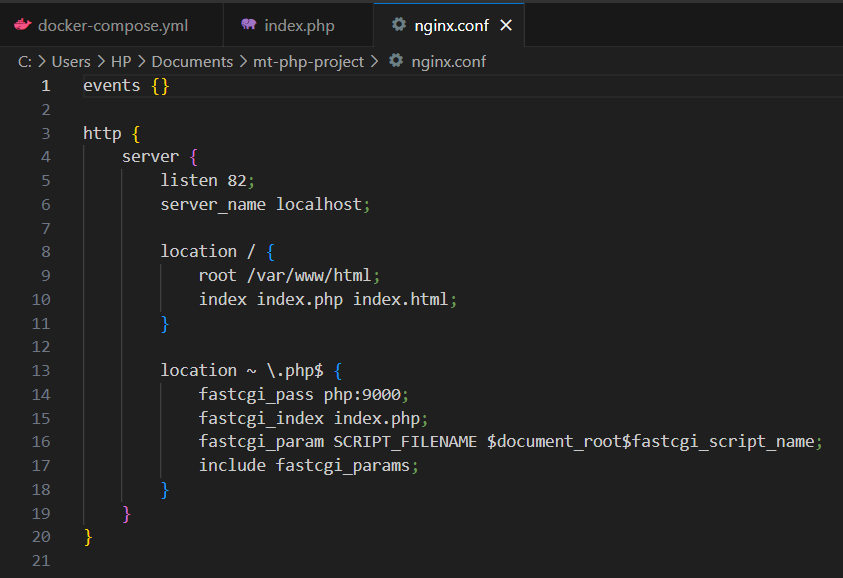 docker-compose.yml index.php nginx.conf
C: > Users > HP > Documents > mt-php-project > nginx.conf
1 events {}
2
3 http {
4     server {
5         listen 82;
6         server_name localhost;
7
8         location / {
9             root /var/www/html;
10             index index.php index.html;
11         }
12
13         location ~ \.php$ {
14             fastcgi_pass php:9000;
15             fastcgi_index index.php;
16             fastcgi_param SCRIPT_FILENAME $document_root$fastcgi_script_name;
17             include fastcgi_params;
18         }
19     }
20 }
21